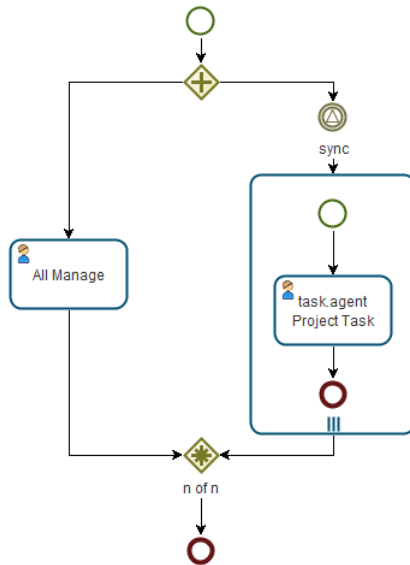 sync
All Manage
task.agent
Project Task
n of n